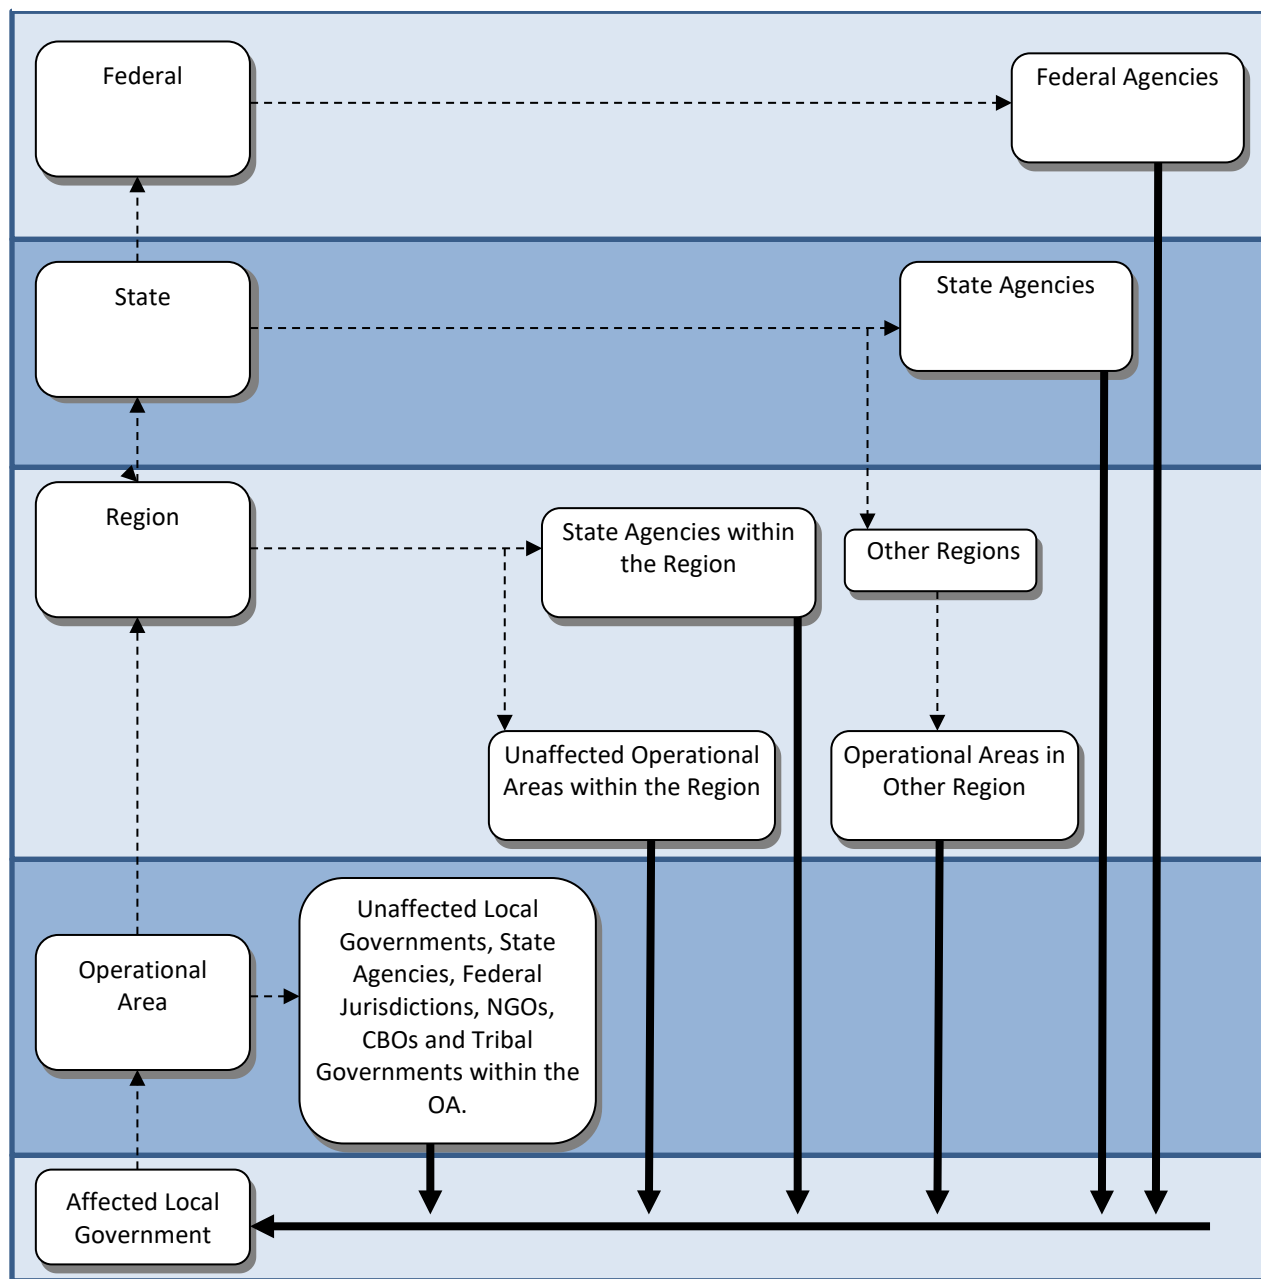 Federal
Federal Agencies
State
State Agencies
Region
State Agencies within
the Region
Other Regions
Unaffected Operational
Areas within the Region
Operational Areas in
Other Region
Operational
Area
Unaffected Local
Governments, State
Agencies, Federal
Jurisdictions, NGOs,
CBOs and Tribal
Governments within the
OA.
Affected Local
Government